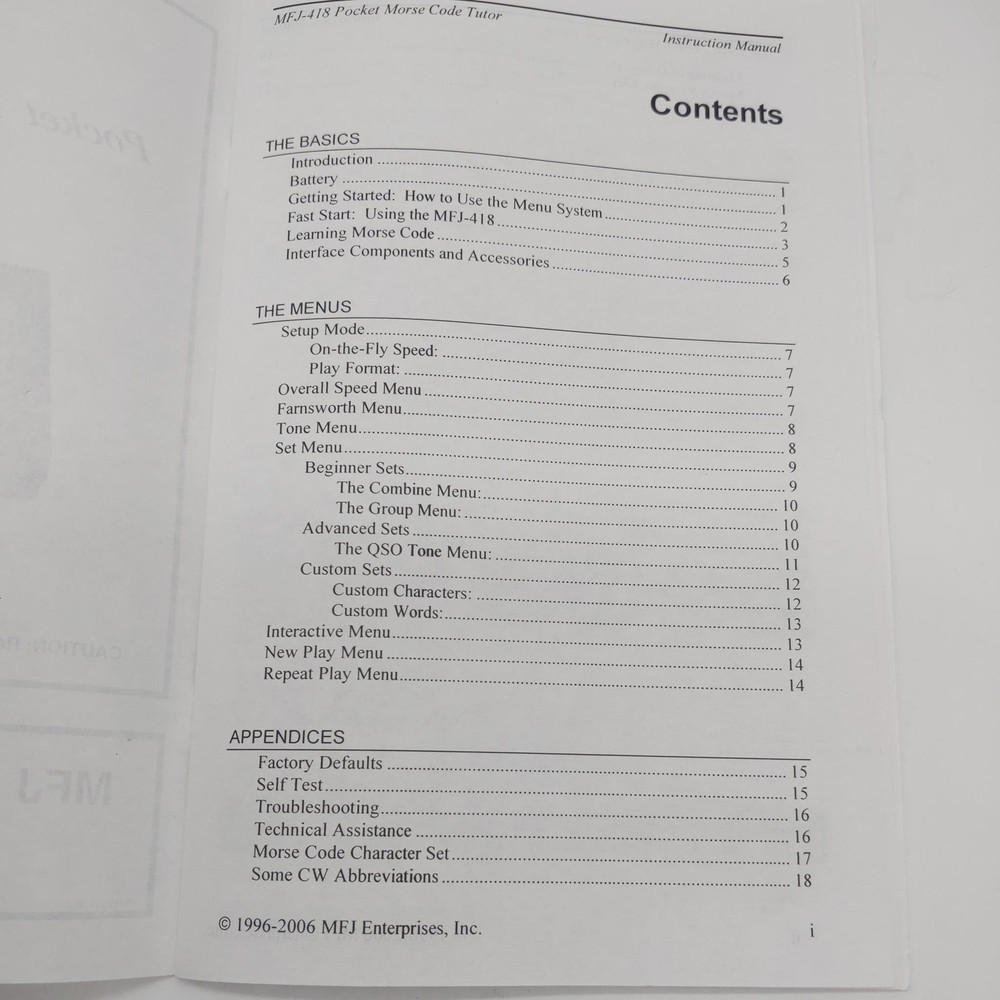 MFJ-418 Pocket Morse Code Tutor
Instruction Manual
Contents
THE BASICS
Introduction ........ 1
Battery ........ 1
Getting Started: How to Use the Menu System ........ 2
Fast Start: Using the MFJ-418 ........ 3
Learning Morse Code ........ 5
Interface Components and Accessories ........ 6
THE MENUS
Setup Mode ........ 7
On-the-Fly Speed: ........ 7
Play Format: ........ 7
Overall Speed Menu ........ 7
Farnsworth Menu ........ 8
Tone Menu ........ 8
Set Menu ........ 9
Beginner Sets ........ 9
The Combine Menu: ........ 10
The Group Menu: ........ 10
Advanced Sets ........ 10
The QSO Tone Menu: ........ 11
Custom Sets ........ 12
Custom Characters: ........ 12
Custom Words: ........ 13
Interactive Menu ........ 13
New Play Menu ........ 14
Repeat Play Menu ........ 14
APPENDICES
Factory Defaults ........ 15
Self Test ........ 15
Troubleshooting ........ 16
Technical Assistance ........ 16
Morse Code Character Set ........ 17
Some CW Abbreviations ........ 18
© 1996-2006 MFJ Enterprises, Inc.
i